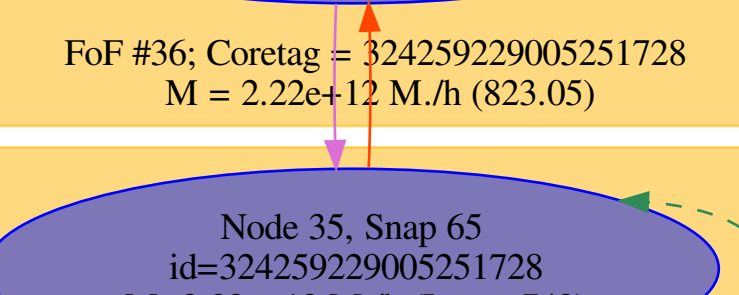 FoF #36; Coretag = 324259229005251728
M = 2.22e+12 M./h (823.05)
Node 35, Snap 65
id=324259229005251728